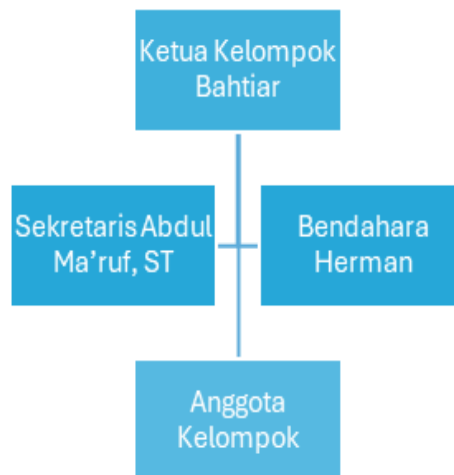 Ketua Kelompok
Bahtiar
Sekretaris Abdul
Ma’ruf, ST
Bendahara
Herman
Anggota
Kelompok